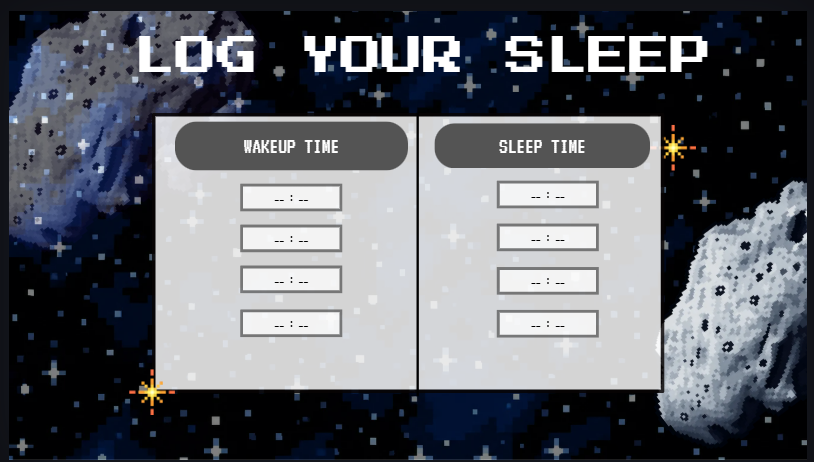 LOG YOUR SLEEP
WAKEUP TIME
SLEEP TIME
-- : --
-- : --
-- : --
-- : --
-- : --
-- : --
-- : --
-- : --